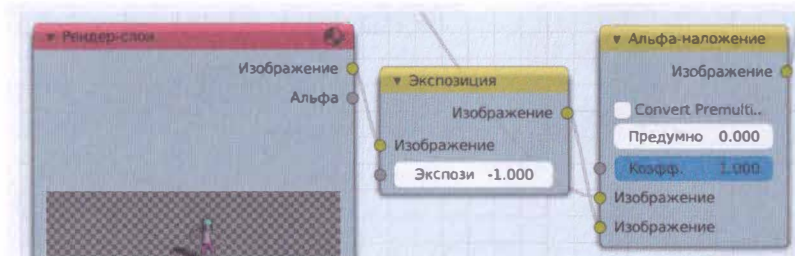 Рендер-слои
Изображение
Альфа
Экспозиция
Изображение
Изображение
Экспози -1.000
Альфа-наложение
Изображение
Convert Premulti..
Предумно 0.000
Коэфф. 1.000
Изображение
Изображение